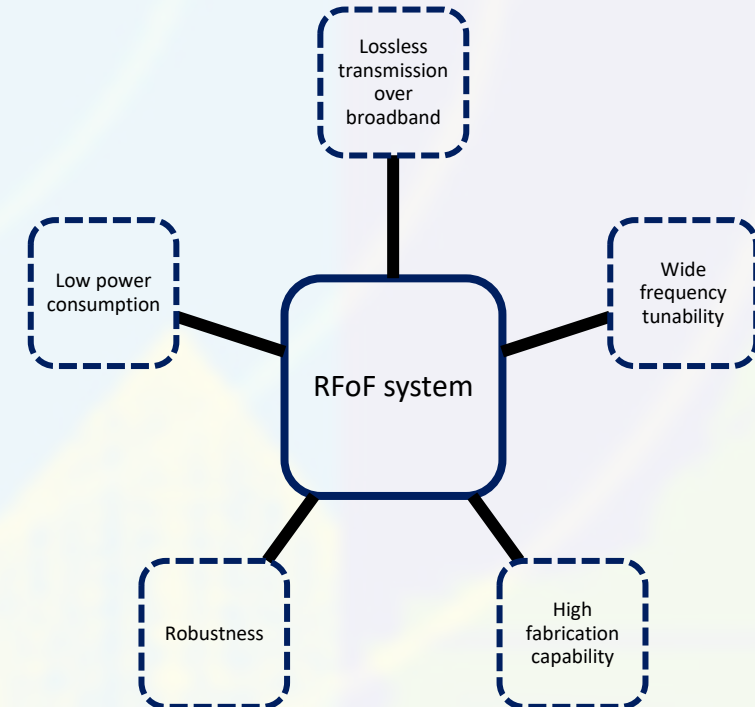 Lossless
transmission
over
broadband
Low power
consumption
Wide
frequency
tunability
RFoF system
Robustness
High
fabrication
capability